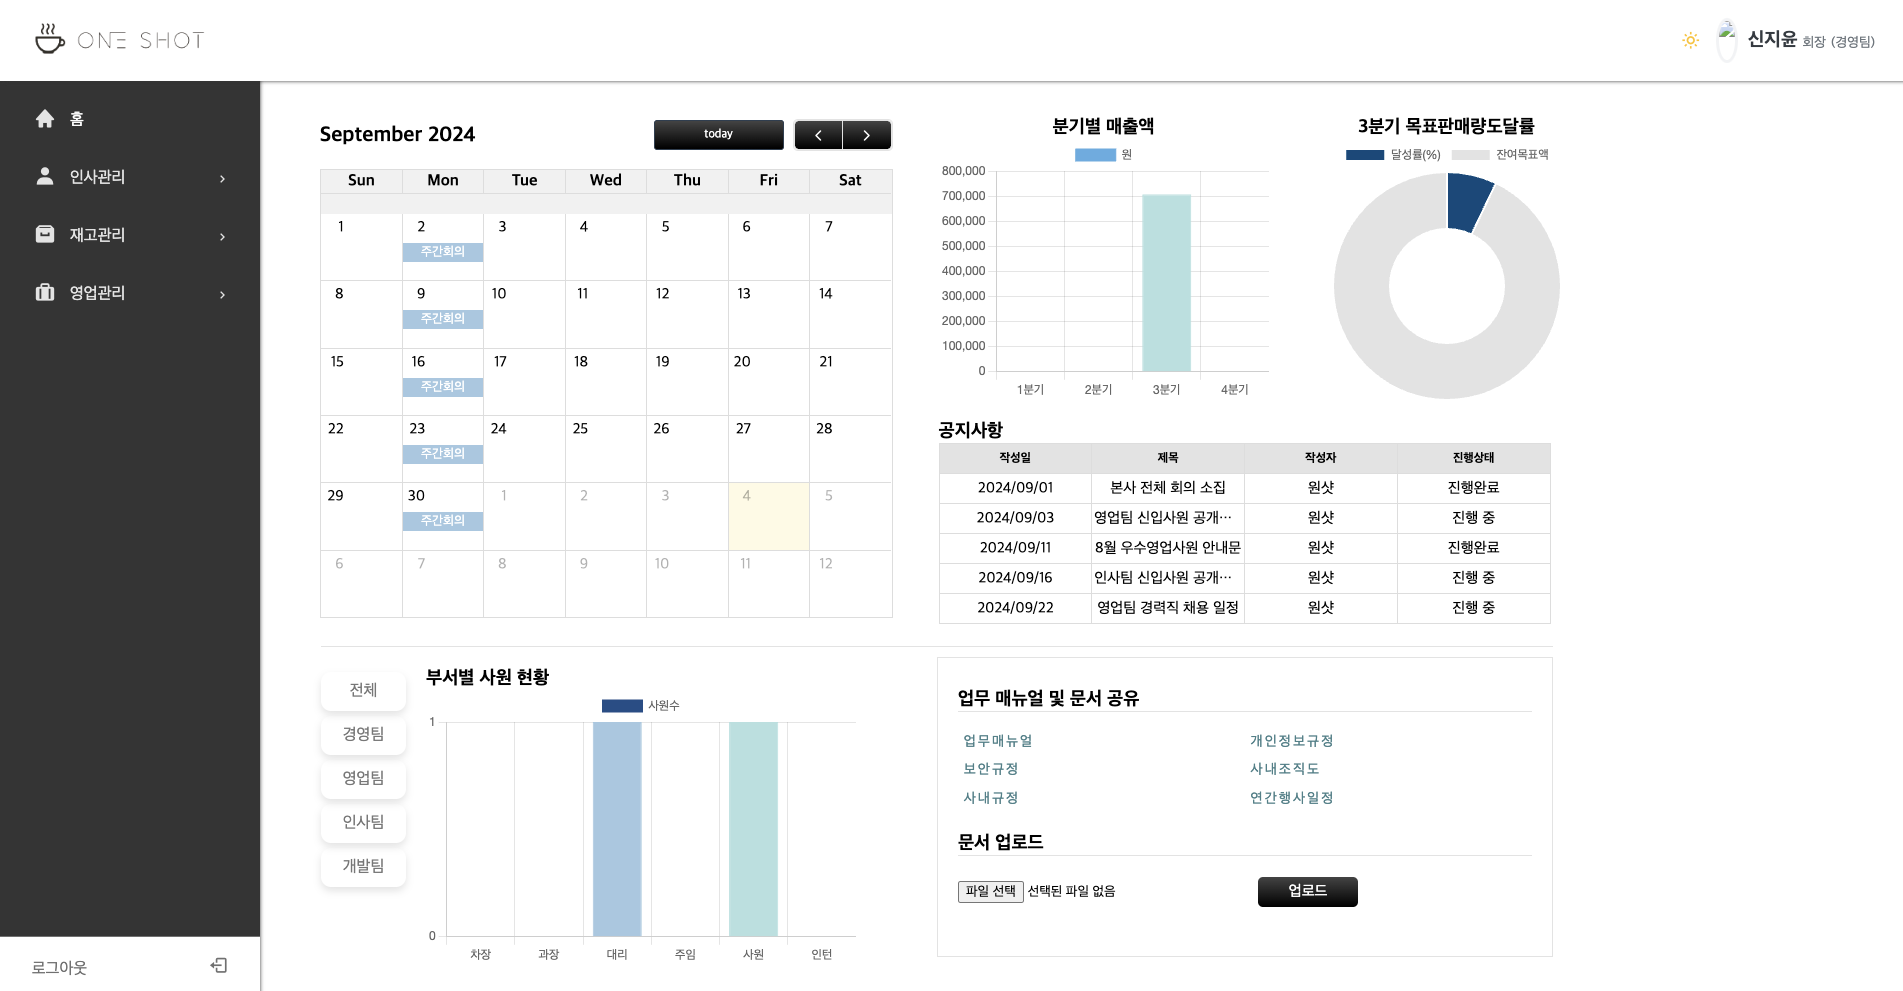 ONE SHOT
신지윤 회장 (경영팀)
홈
인사관리
재고관리
영업관리
로그아웃
September 2024
today
Sun Mon Tue Wed Thu Fri Sat
1 2 3 4 5 6 7
주간회의
8 9 10 11 12 13 14
주간회의
15 16 17 18 19 20 21
주간회의
22 23 24 25 26 27 28
주간회의
29 30 1 2 3 4 5
주간회의
6 7 8 9 10 11 12
분기별 매출액
원
800,000
700,000
600,000
500,000
400,000
300,000
200,000
100,000
0
1분기 2분기 3분기 4분기
3분기 목표판매량도달률
달성률(%) 잔여목표액
공지사항
작성일 제목 작성자 진행상태
2024/09/01 본사 전체 회의 소집 원샷 진행완료
2024/09/03 영업팀 신입사원 공개… 원샷 진행 중
2024/09/11 8월 우수영업사원 안내문 원샷 진행완료
2024/09/16 인사팀 신입사원 공개… 원샷 진행 중
2024/09/22 영업팀 경력직 채용 일정 원샷 진행 중
전체
경영팀
영업팀
인사팀
개발팀
부서별 사원 현황
사원수
1
0
차장 과장 대리 주임 사원 인턴
업무 매뉴얼 및 문서 공유
업무매뉴얼 개인정보규정
보안규정 사내조직도
사내규정 연간행사일정
문서 업로드
파일 선택 선택된 파일 없음 업로드